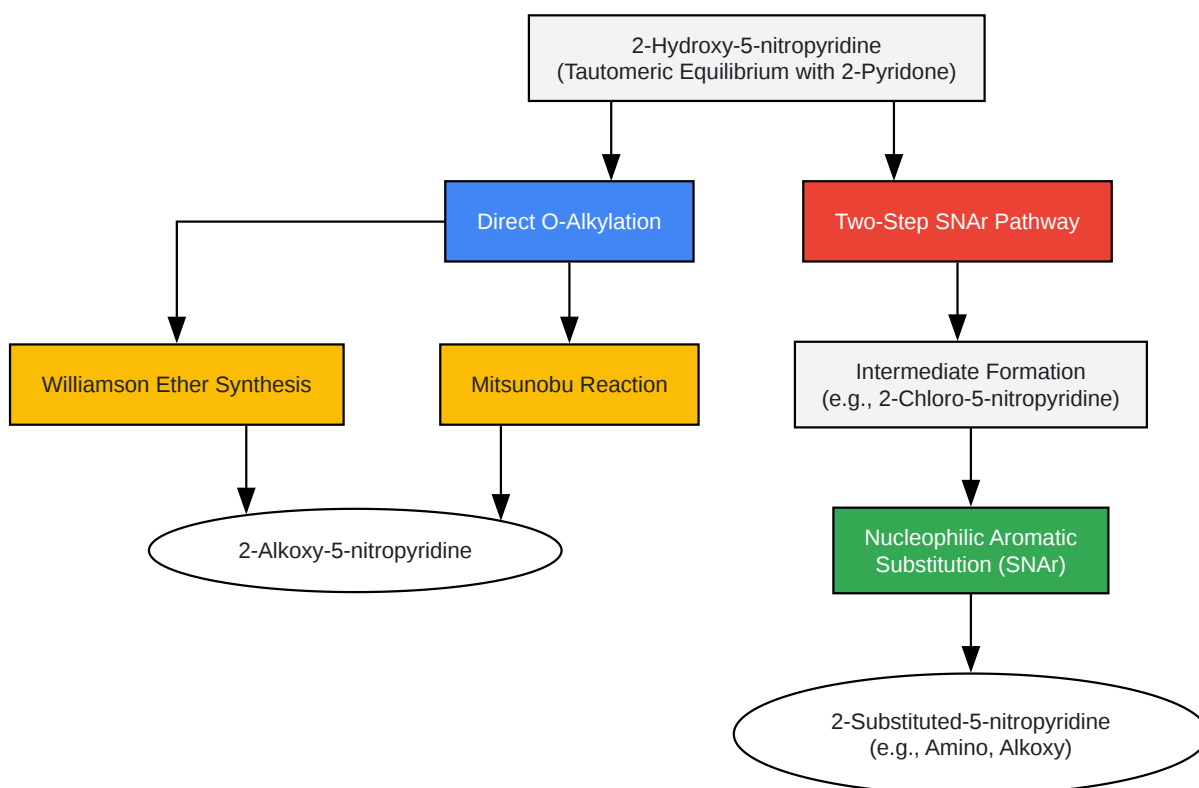 2-Hydroxy-5-nitropyridine
(Tautomeric Equilibrium with 2-Pyridone)
Direct O-Alkylation
Two-Step SNAr Pathway
Williamson Ether Synthesis
Mitsunobu Reaction
Intermediate Formation
(e.g., 2-Chloro-5-nitropyridine)
2-Alkoxy-5-nitropyridine
Nucleophilic Aromatic
Substitution (SNAr)
2-Substituted-5-nitropyridine
(e.g., Amino, Alkoxy)